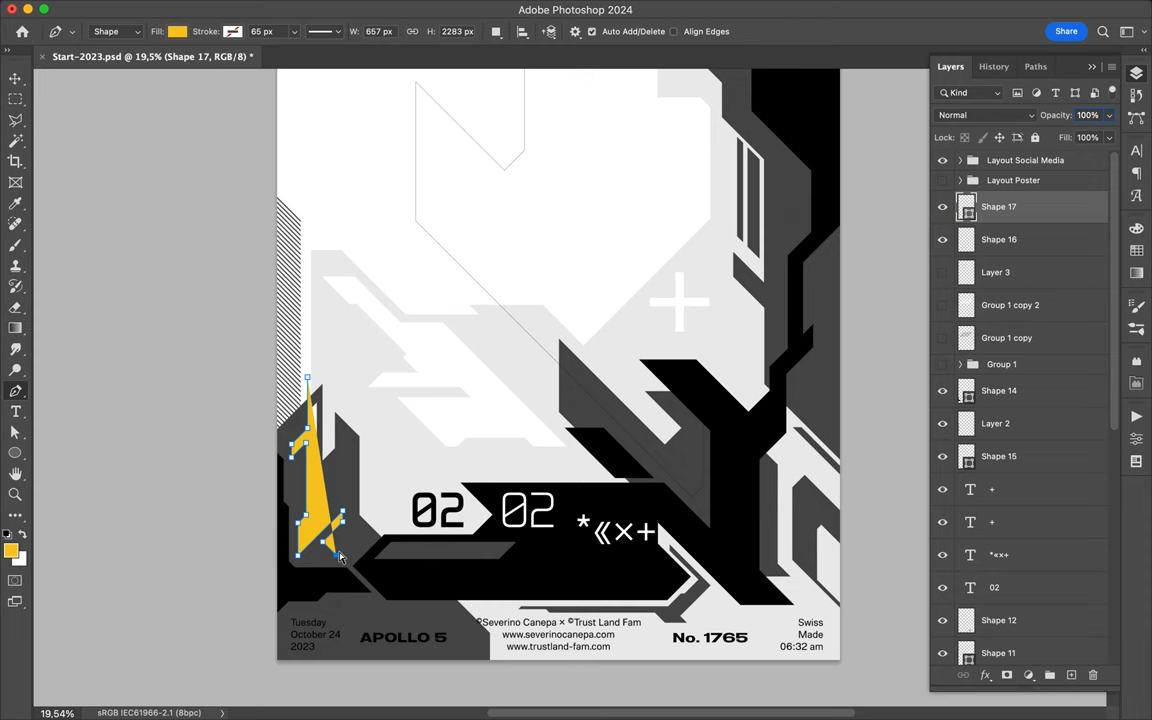 Adobe Photoshop 2024
Shape
Fill:
Stroke:
65 px
W: 657 px
H: 2283 px
Auto Add/Delete
Align Edges
Share
Start-2023.psd @ 19,5% (Shape 17, RGB/8) *
Layers
History
Paths
Kind
Normal
Opacity: 100%
Lock:
Fill: 100%
Layout Social Media
Layout Poster
Shape 17
Shape 16
Layer 3
Group 1 copy 2
Group 1 copy
Group 1
Shape 14
Layer 2
Shape 15
+
+
*«×+
02
Shape 12
Shape 11
+
02
02
*«×+
Tuesday
October 24
2023
APOLLO 5
©Severino Canepa × ©Trust Land Fam
www.severinocanepa.com
www.trustland-fam.com
No. 1765
Swiss
Made
06:32 am
19,54%
sRGB IEC61966-2.1 (8bpc)